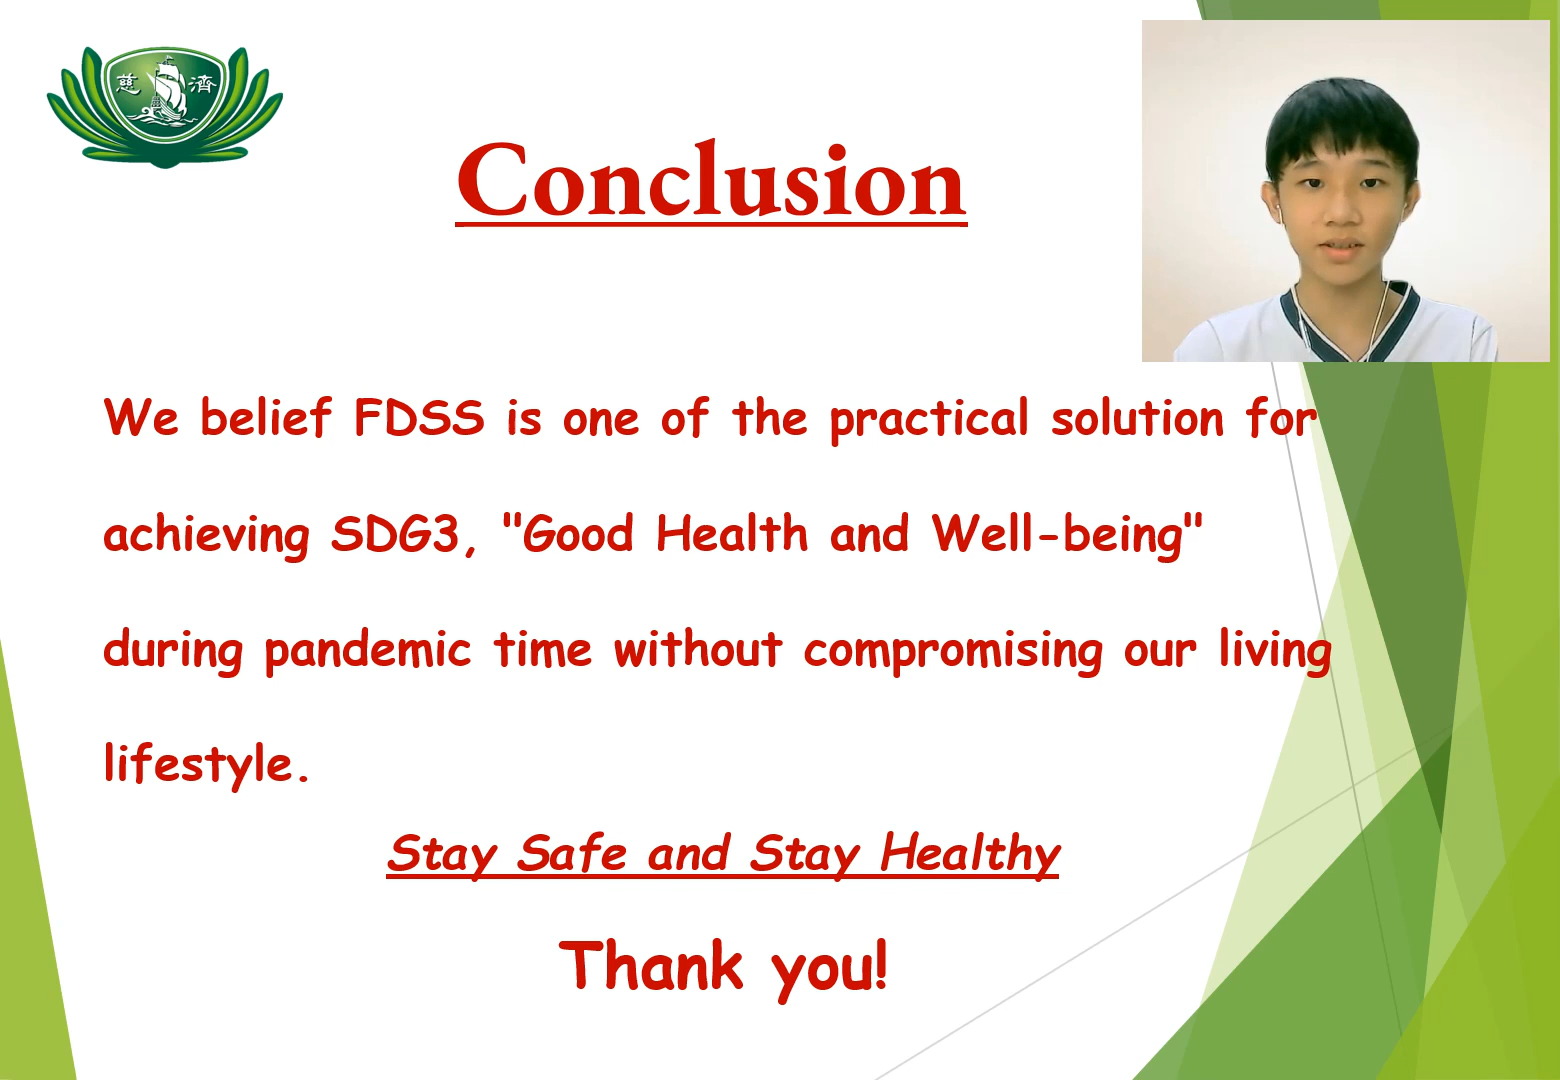 慈 濟
Conclusion
We belief FDSS is one of the practical solution for
achieving SDG3, "Good Health and Well-being"
during pandemic time without compromising our living
lifestyle.
Stay Safe and Stay Healthy
Thank you!